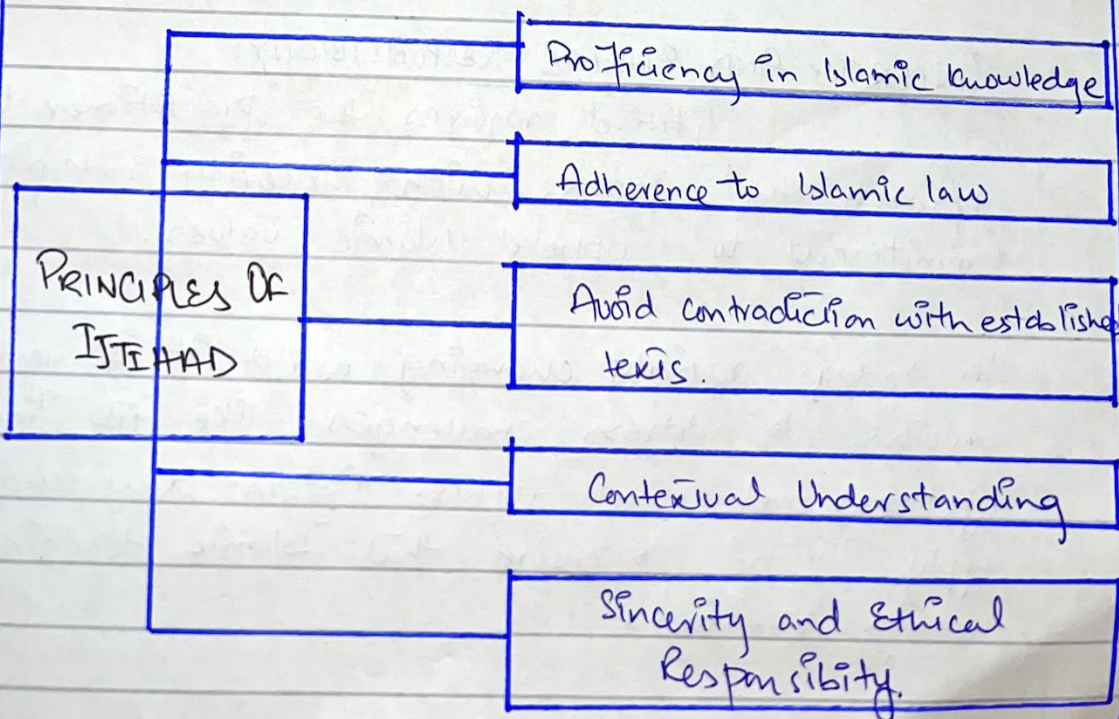 Proficiency in Islamic knowledge
Adherence to Islamic law
PRINCIPLES OF
IJTIHAD
Avoid contradiction with establishe
texts.
Contextual Understanding
Sincerity and Ethical
Responsibity.